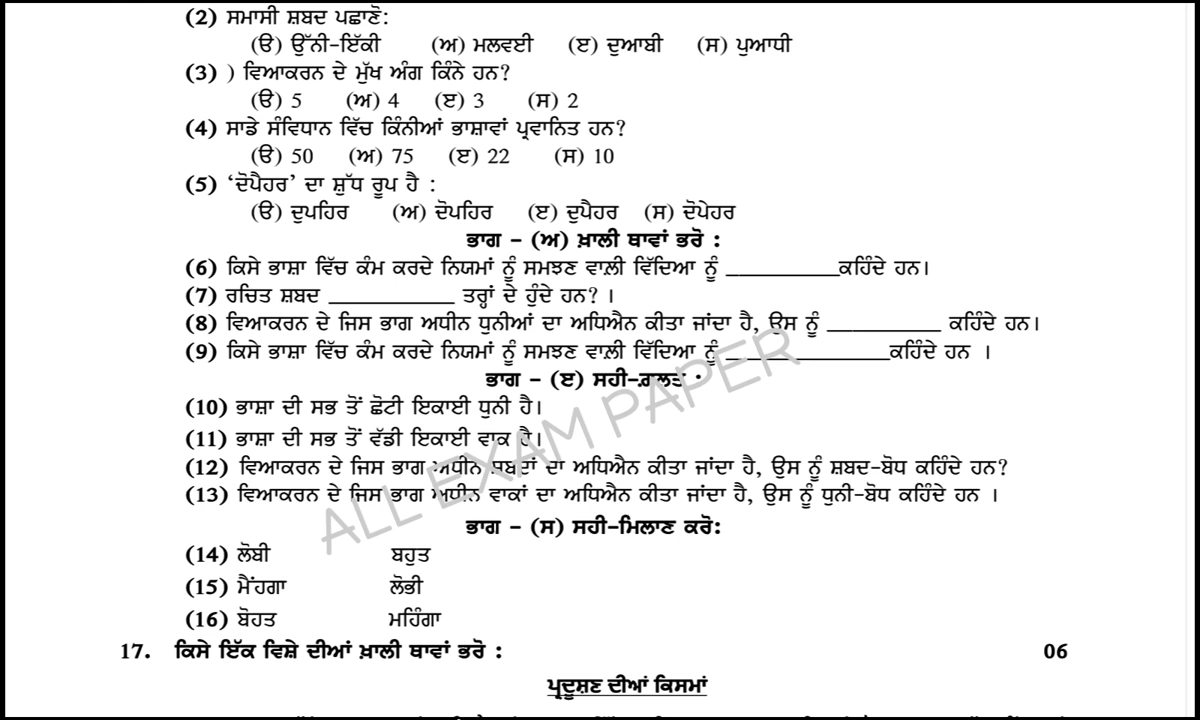 (2) ਸਮਾਸੀ ਸ਼ਬਦ ਪਛਾਣੋ:
(ੳ) ਉੱਨੀ-ਇੱਕੀ (ਅ) ਮਲਵਈ (ੲ) ਦੁਆਬੀ (ਸ) ਪੁਆਧੀ
(3) ) ਵਿਆਕਰਨ ਦੇ ਮੁੱਖ ਅੰਗ ਕਿੰਨੇ ਹਨ?
(ੳ) 5 (ਅ) 4 (ੲ) 3 (ਸ) 2
(4) ਸਾਡੇ ਸੰਵਿਧਾਨ ਵਿੱਚ ਕਿੰਨੀਆਂ ਭਾਸ਼ਾਵਾਂ ਪ੍ਰਵਾਨਿਤ ਹਨ?
(ੳ) 50 (ਅ) 75 (ੲ) 22 (ਸ) 10
(5) ‘ਦੋਪੈਹਰ’ ਦਾ ਸ਼ੁੱਧ ਰੂਪ ਹੈ :
(ੳ) ਦੁਪਹਿਰ (ਅ) ਦੋਪਹਿਰ (ੲ) ਦੁਪੈਹਰ (ਸ) ਦੋਪੇਹਰ
ਭਾਗ - (ਅ) ਖ਼ਾਲੀ ਥਾਵਾਂ ਭਰੋ :
(6) ਕਿਸੇ ਭਾਸ਼ਾ ਵਿੱਚ ਕੰਮ ਕਰਦੇ ਨਿਯਮਾਂ ਨੂੰ ਸਮਝਣ ਵਾਲ਼ੀ ਵਿੱਦਿਆ ਨੂੰ __________ਕਹਿੰਦੇ ਹਨ।
(7) ਰਚਿਤ ਸ਼ਬਦ ___________ ਤਰ੍ਹਾਂ ਦੇ ਹੁੰਦੇ ਹਨ? ।
(8) ਵਿਆਕਰਨ ਦੇ ਜਿਸ ਭਾਗ ਅਧੀਨ ਧੁਨੀਆਂ ਦਾ ਅਧਿਐਨ ਕੀਤਾ ਜਾਂਦਾ ਹੈ, ਉਸ ਨੂੰ __________ ਕਹਿੰਦੇ ਹਨ।
(9) ਕਿਸੇ ਭਾਸ਼ਾ ਵਿੱਚ ਕੰਮ ਕਰਦੇ ਨਿਯਮਾਂ ਨੂੰ ਸਮਝਣ ਵਾਲ਼ੀ ਵਿੱਦਿਆ ਨੂੰ ______________ਕਹਿੰਦੇ ਹਨ ।
ਭਾਗ - (ੲ) ਸਹੀ-ਗ਼ਲਤ :
(10) ਭਾਸ਼ਾ ਦੀ ਸਭ ਤੋਂ ਛੋਟੀ ਇਕਾਈ ਧੁਨੀ ਹੈ।
(11) ਭਾਸ਼ਾ ਦੀ ਸਭ ਤੋਂ ਵੱਡੀ ਇਕਾਈ ਵਾਕ ਹੈ।
(12) ਵਿਆਕਰਨ ਦੇ ਜਿਸ ਭਾਗ ਅਧੀਨ ਸ਼ਬਦਾਂ ਦਾ ਅਧਿਐਨ ਕੀਤਾ ਜਾਂਦਾ ਹੈ, ਉਸ ਨੂੰ ਸ਼ਬਦ-ਬੋਧ ਕਹਿੰਦੇ ਹਨ?
(13) ਵਿਆਕਰਨ ਦੇ ਜਿਸ ਭਾਗ ਅਧੀਨ ਵਾਕਾਂ ਦਾ ਅਧਿਐਨ ਕੀਤਾ ਜਾਂਦਾ ਹੈ, ਉਸ ਨੂੰ ਧੁਨੀ-ਬੋਧ ਕਹਿੰਦੇ ਹਨ ।
ਭਾਗ - (ਸ) ਸਹੀ-ਮਿਲਾਣ ਕਰੋ:
(14) ਲੋਬੀ ਬਹੁਤ
(15) ਮੈਂਹਗਾ ਲੋਭੀ
(16) ਬੋਹਤ ਮਹਿੰਗਾ
17. ਕਿਸੇ ਇੱਕ ਵਿਸ਼ੇ ਦੀਆਂ ਖ਼ਾਲੀ ਥਾਵਾਂ ਭਰੋ : 06
ਪ੍ਰਦੂਸ਼ਣ ਦੀਆਂ ਕਿਸਮਾਂ
ALL EXAM PAPER